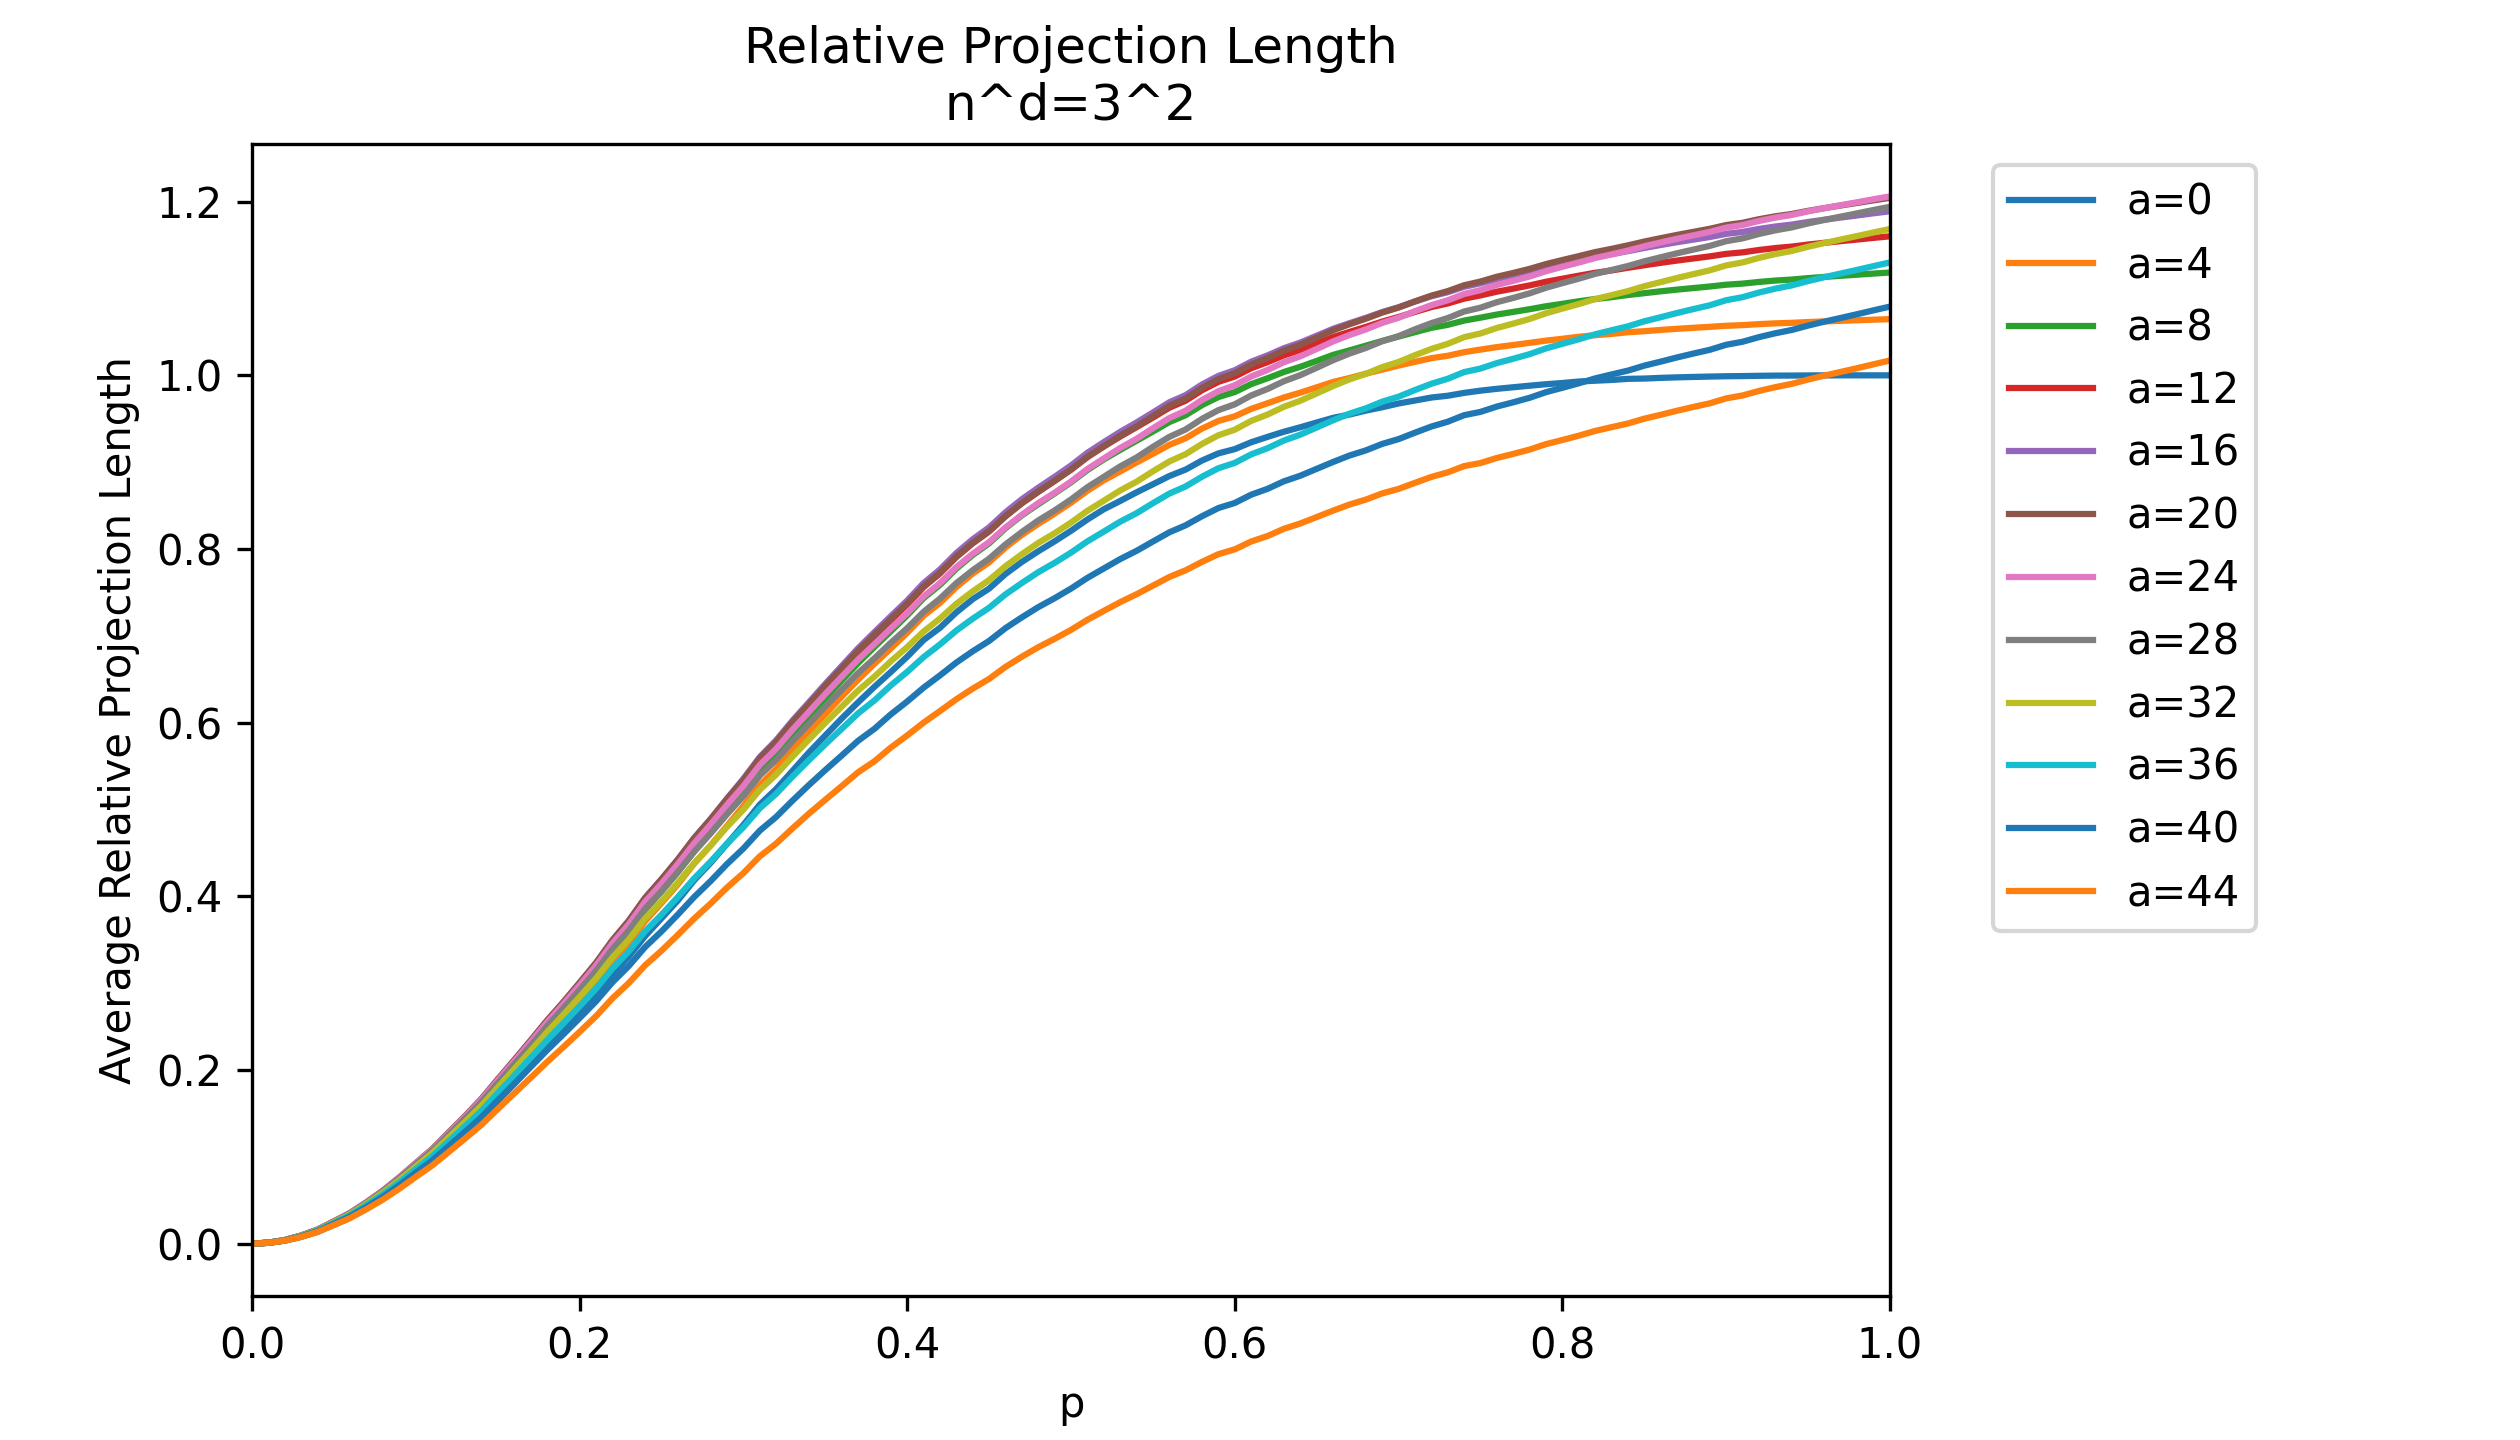 Relative Projection Length
n^d=3^2
Average Relative Projection Length
1.2
1.0
0.8
0.6
0.4
0.2
0.0
0.0
0.2
0.4
0.6
0.8
1.0
p
a=0
a=4
a=8
a=12
a=16
a=20
a=24
a=28
a=32
a=36
a=40
a=44